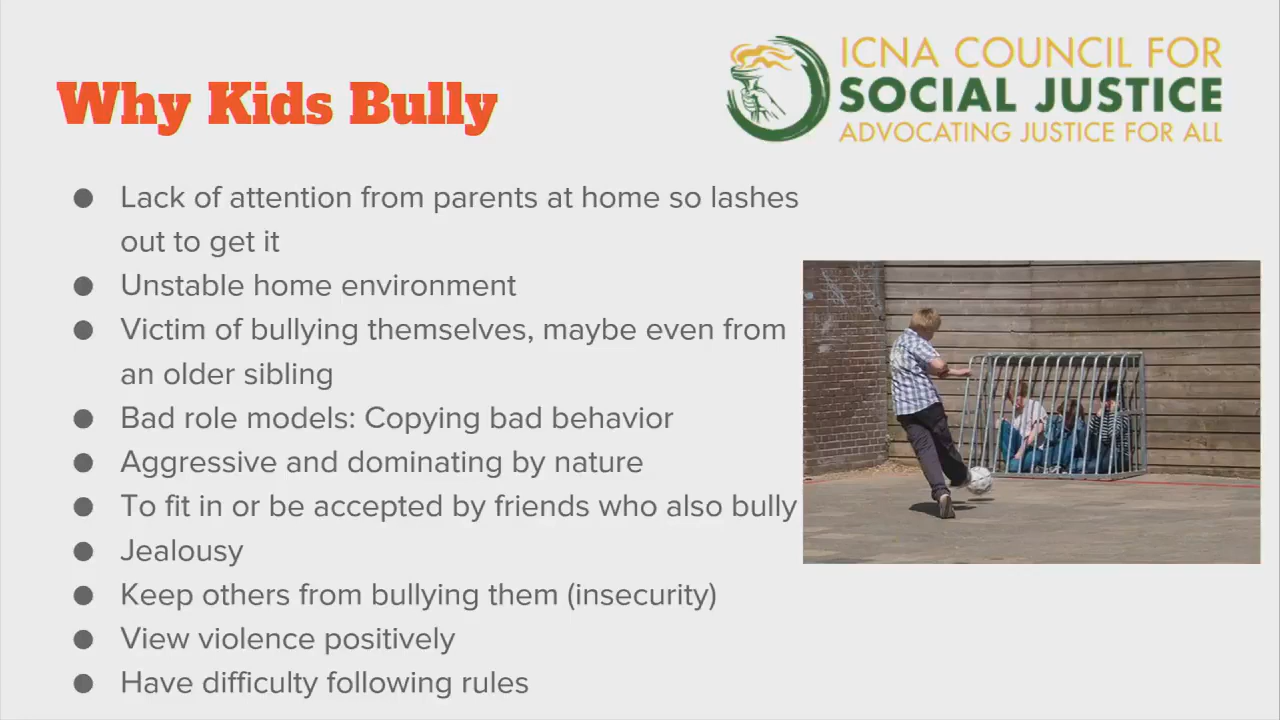 Why Kids Bully
ICNA COUNCIL FOR
SOCIAL JUSTICE
ADVOCATING JUSTICE FOR ALL
● Lack of attention from parents at home so lashes
out to get it
● Unstable home environment
● Victim of bullying themselves, maybe even from
an older sibling
● Bad role models: Copying bad behavior
● Aggressive and dominating by nature
● To fit in or be accepted by friends who also bully
● Jealousy
● Keep others from bullying them (insecurity)
● View violence positively
● Have difficulty following rules